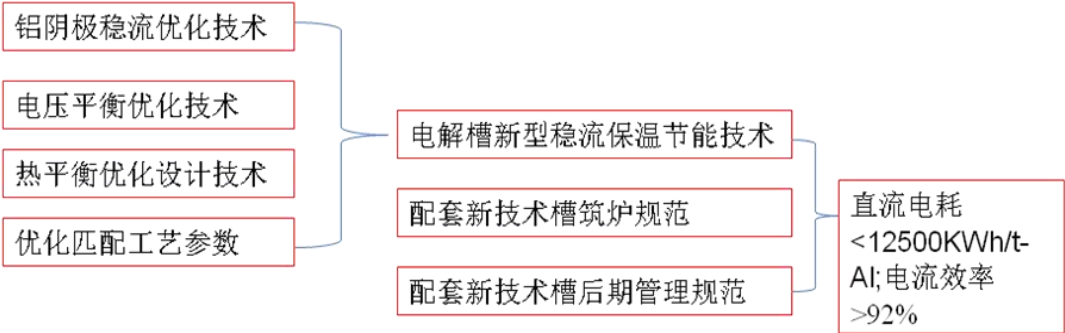 铝阴极稳流优化技术
电压平衡优化技术
热平衡优化设计技术
优化匹配工艺参数
电解槽新型稳流保温节能技术
配套新技术槽筑炉规范
配套新技术槽后期管理规范
直流电耗
<12500KWh/t-
Al;电流效率
>92%